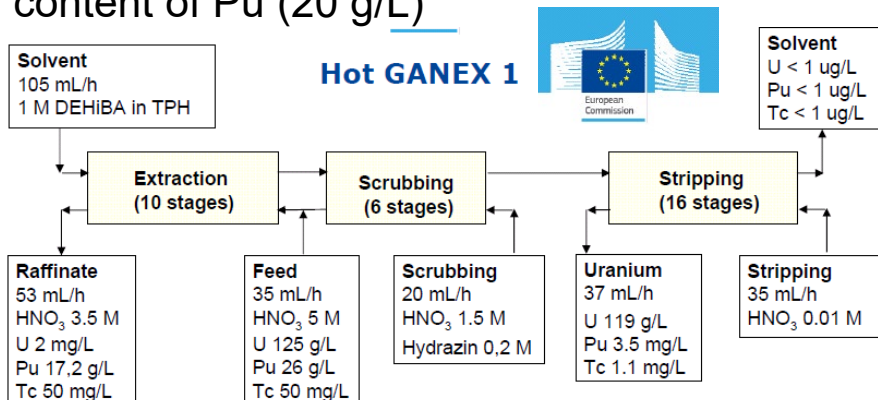 content of Pu (20 g/L)
Solvent
105 mL/h
1 M DEHiBA in TPH
Hot GANEX 1
European
Commission
Solvent
U < 1 ug/L
Pu < 1 ug/L
Tc < 1 ug/L
Extraction
(10 stages)
Scrubbing
(6 stages)
Stripping
(16 stages)
Raffinate
53 mL/h
HNO₃ 3.5 M
U 2 mg/L
Pu 17,2 g/L
Tc 50 mg/L
Feed
35 mL/h
HNO₃ 5 M
U 125 g/L
Pu 26 g/L
Tc 50 mg/L
Scrubbing
20 mL/h
HNO₃ 1.5 M
Hydrazin 0,2 M
Uranium
37 mL/h
U 119 g/L
Pu 3.5 mg/L
Tc 1.1 mg/L
Stripping
35 mL/h
HNO₃ 0.01 M